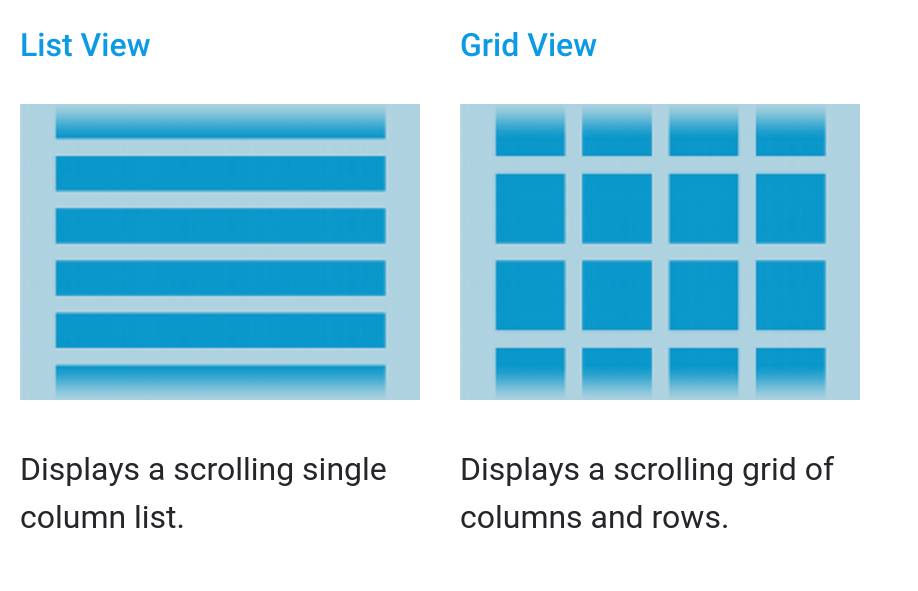 List View
Grid View
Displays a scrolling single
column list.
Displays a scrolling grid of
columns and rows.